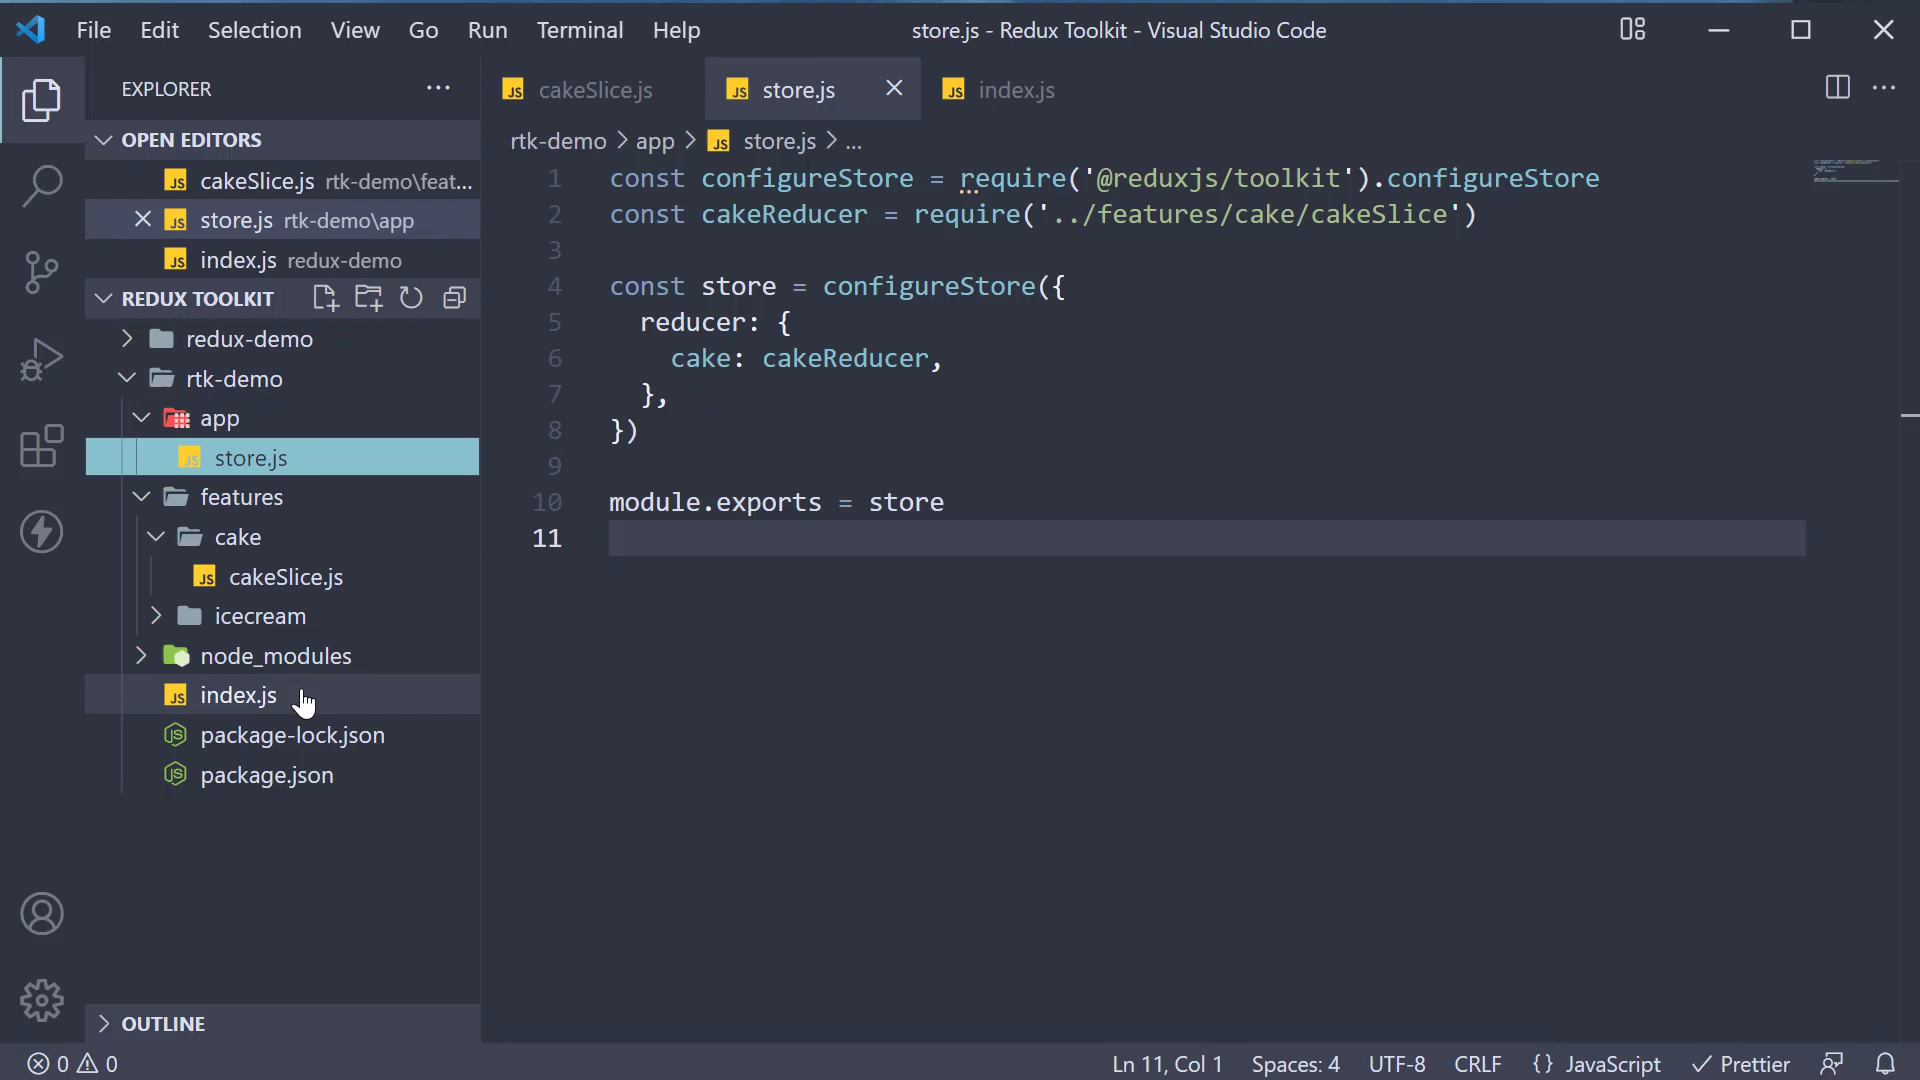 File Edit Selection View Go Run Terminal Help
store.js - Redux Toolkit - Visual Studio Code
EXPLORER
OPEN EDITORS
cakeSlice.js rtk-demo\feat...
store.js rtk-demo\app
index.js redux-demo
REDUX TOOLKIT
redux-demo
rtk-demo
app
store.js
features
cake
cakeSlice.js
icecream
node_modules
index.js
package-lock.json
package.json
OUTLINE
cakeSlice.js store.js index.js
rtk-demo > app > store.js > ...
1 const configureStore = require('@reduxjs/toolkit').configureStore
2 const cakeReducer = require('../features/cake/cakeSlice')
3
4 const store = configureStore({
5 reducer: {
6 cake: cakeReducer,
7 },
8 })
9
10 module.exports = store
11
0 0
Ln 11, Col 1 Spaces: 4 UTF-8 CRLF {} JavaScript Prettier